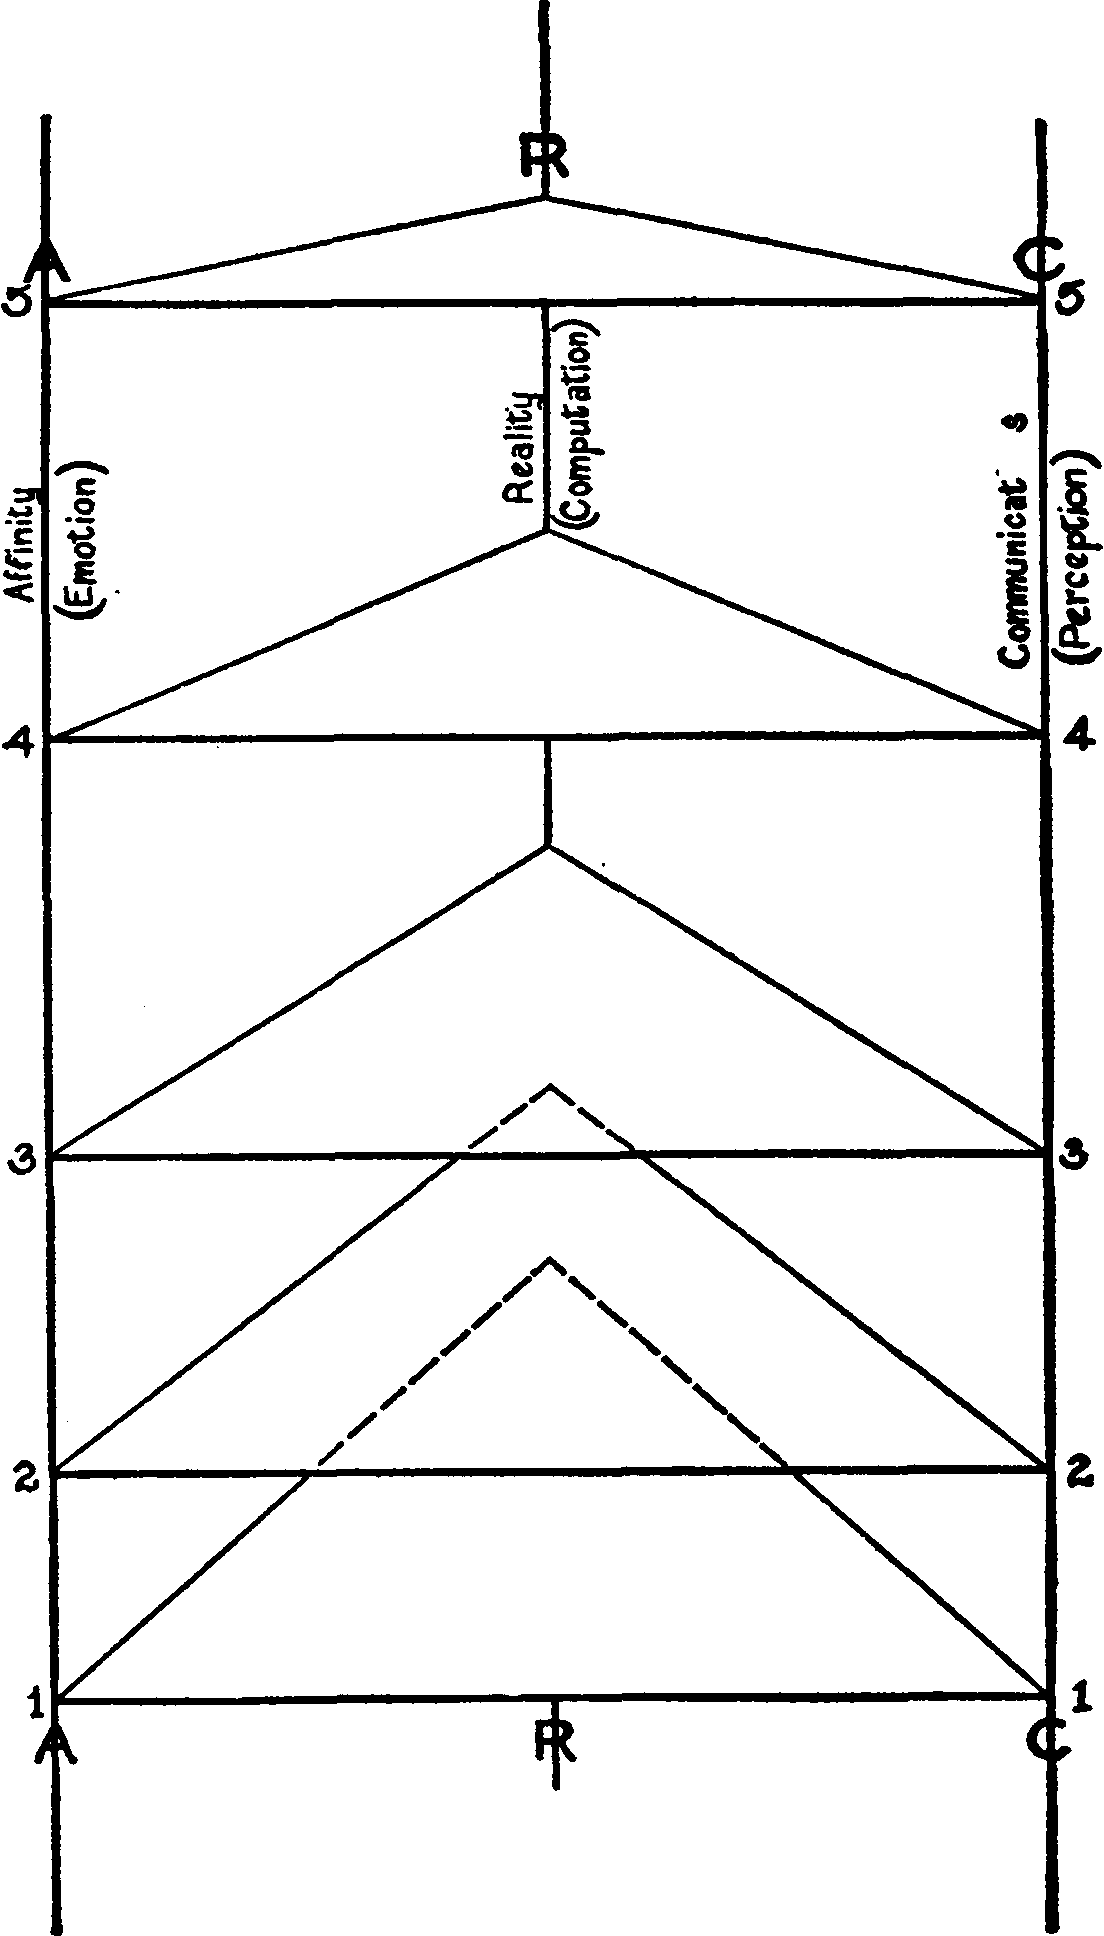 R
A C
5 5
Affinity
(Emotion)
Reality
(Computation)
Communicat s
(Perception)
4 4
3 3
2 2
1 1
A R C